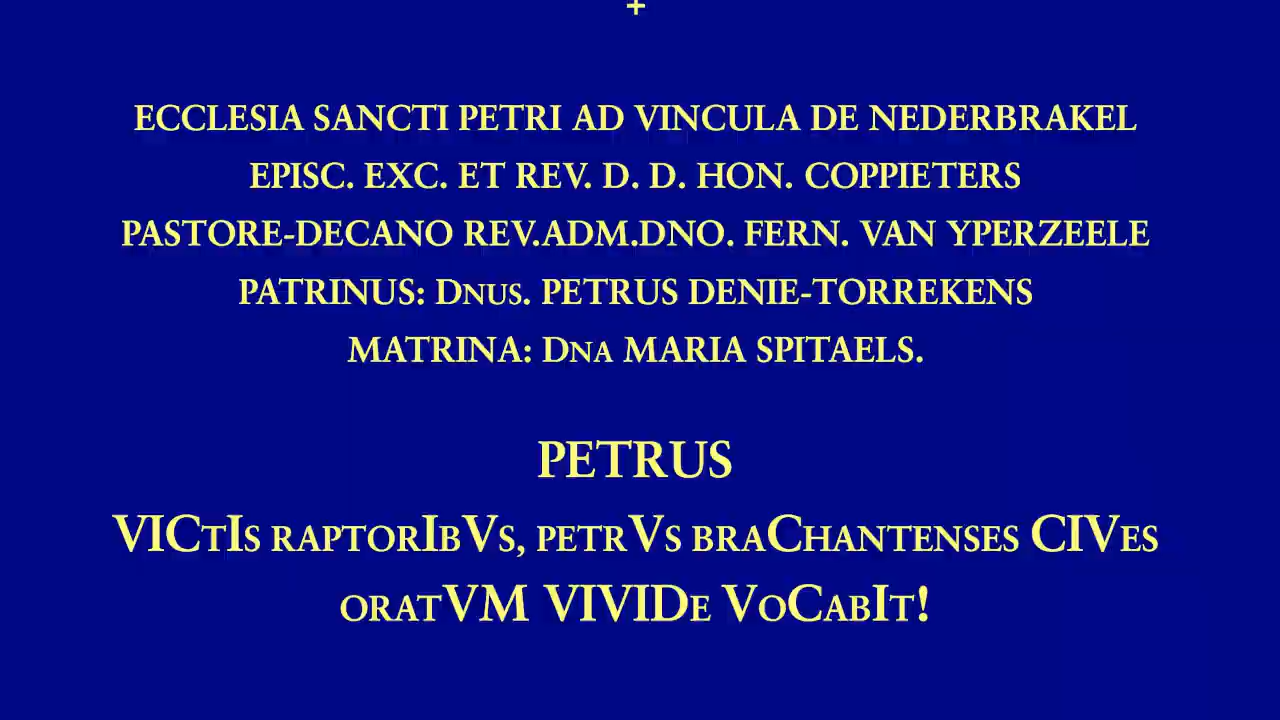 +
ECCLESIA SANCTI PETRI AD VINCULA DE NEDERBRAKEL
EPISC. EXC. ET REV. D. D. HON. COPPIETERS
PASTORE-DECANO REV.ADM.DNO. FERN. VAN YPERZEELE
PATRINUS: DNUS. PETRUS DENIE-TORREKENS
MATRINA: DNA MARIA SPITAELS.
PETRUS
VICtIs raptorIbVs, petrVs braChantenses CIVes
oratVM VIVIDe VoCabIt!